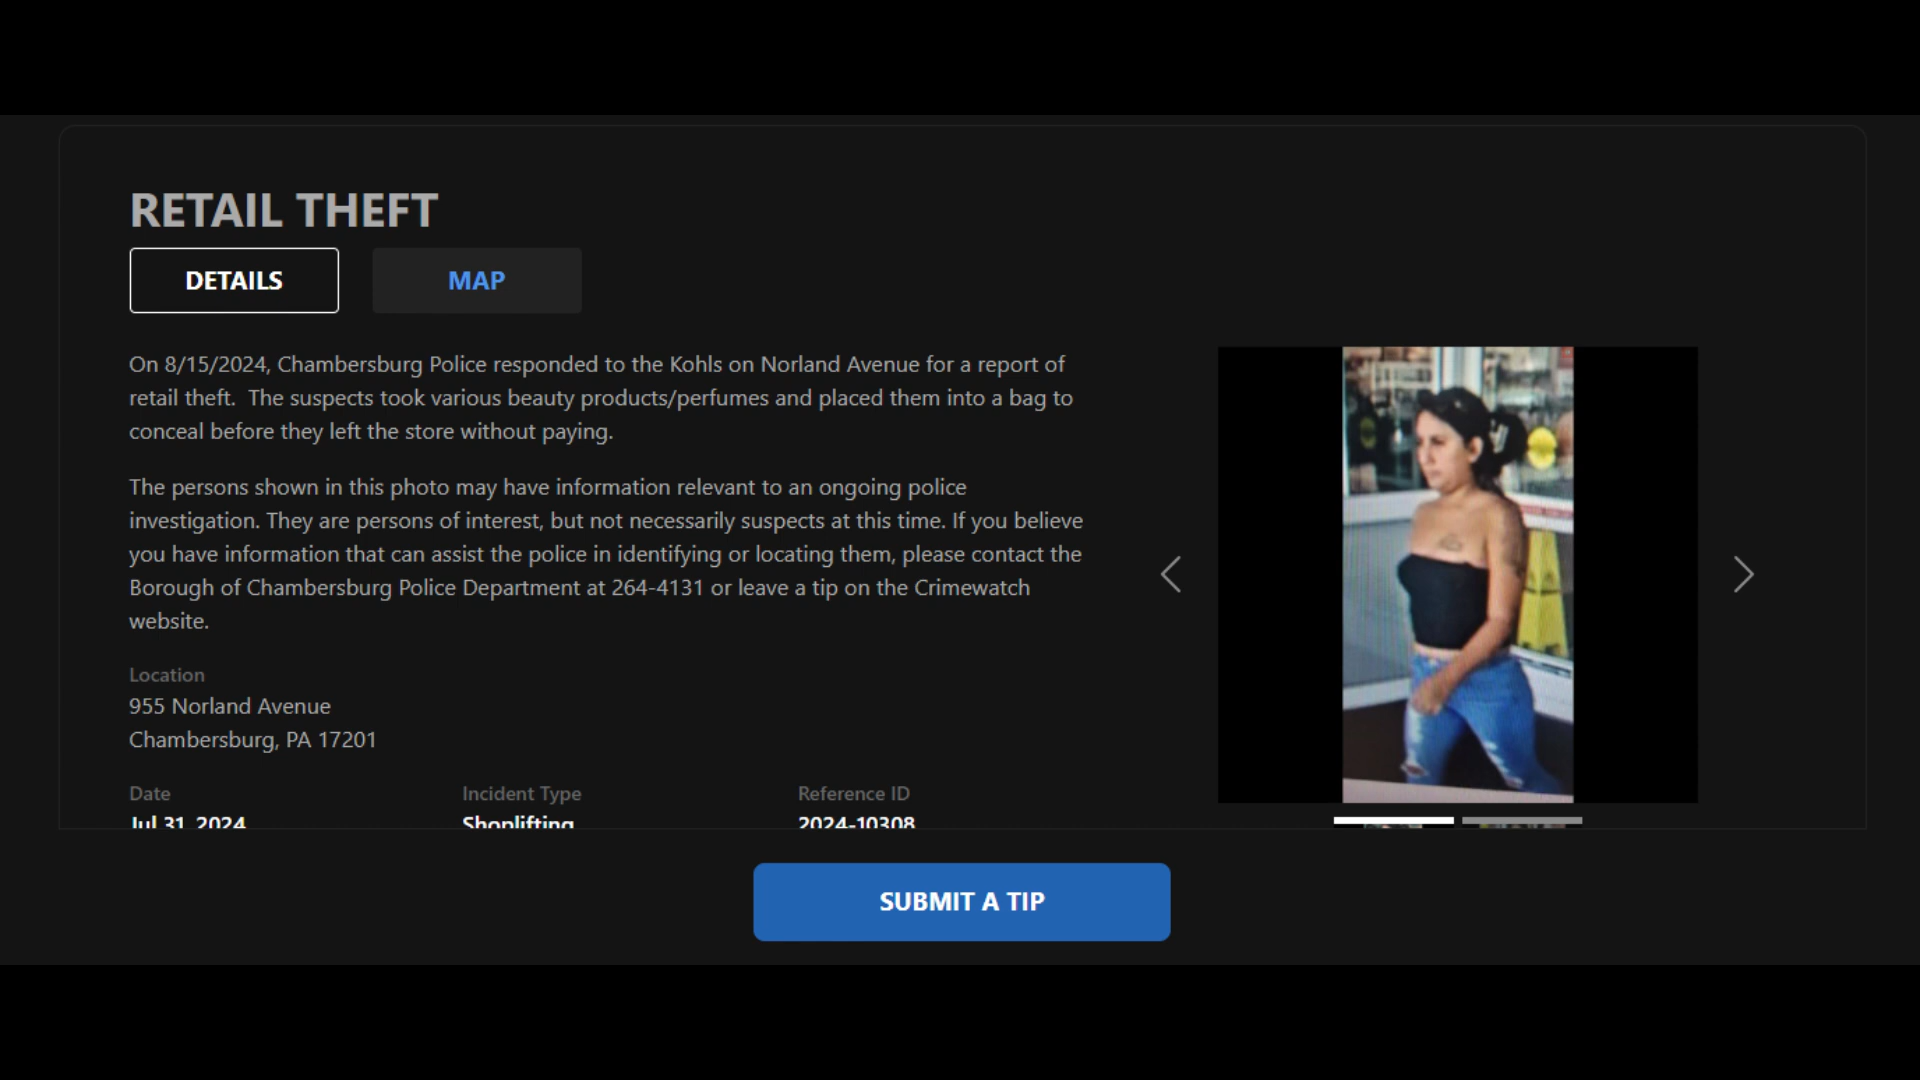 RETAIL THEFT
DETAILS
MAP
On 8/15/2024, Chambersburg Police responded to the Kohls on Norland Avenue for a report of
retail theft.  The suspects took various beauty products/perfumes and placed them into a bag to
conceal before they left the store without paying.
The persons shown in this photo may have information relevant to an ongoing police
investigation. They are persons of interest, but not necessarily suspects at this time. If you believe
you have information that can assist the police in identifying or locating them, please contact the
Borough of Chambersburg Police Department at 264-4131 or leave a tip on the Crimewatch
website.
Location
955 Norland Avenue
Chambersburg, PA 17201
Date
Jul 31, 2024
Incident Type
Shoplifting
Reference ID
2024-10308
SUBMIT A TIP